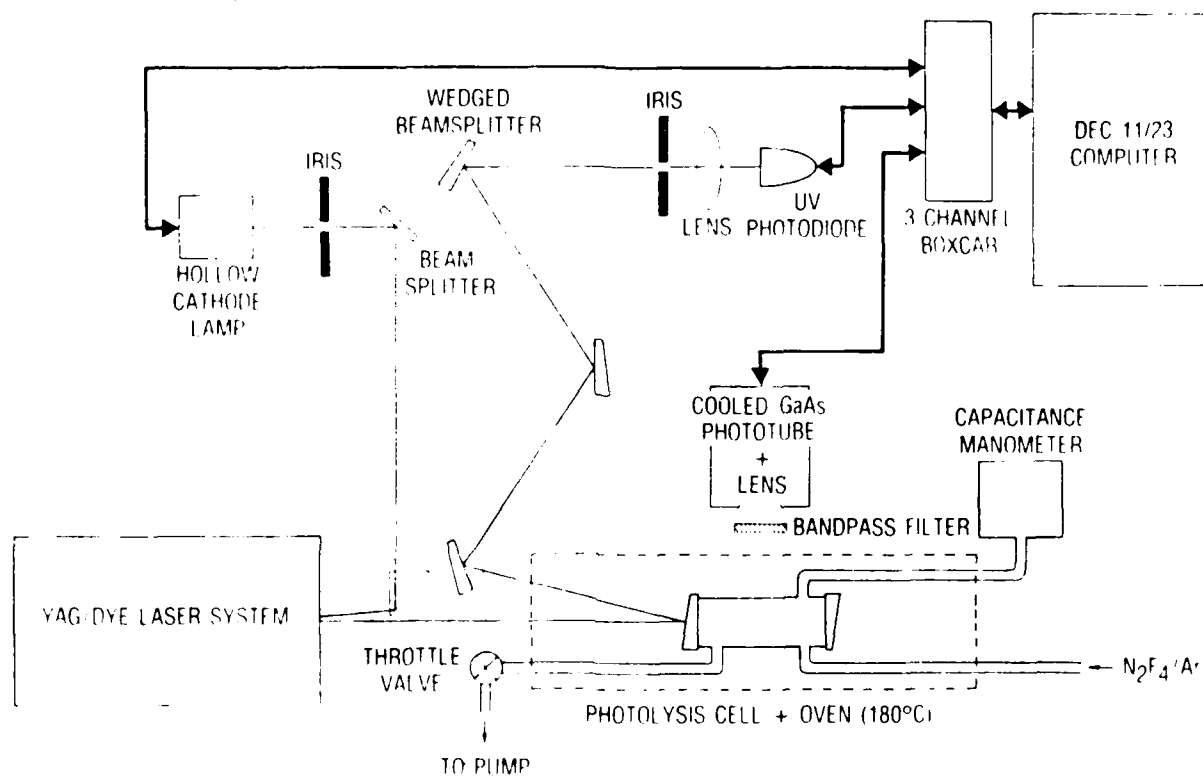 WEDGED
BEAMSPLITTER
IRIS
IRIS
DEC 11/23
COMPUTER
LENS
UV
PHOTODIODE
3 CHANNEL
BOXCAR
HOLLOW
CATHODE
LAMP
BEAM
SPLITTER
COOLED GaAs
PHOTOTUBE
+
LENS
CAPACITANCE
MANOMETER
BANDPASS FILTER
YAG/DYE LASER SYSTEM
THROTTLE
VALVE
N₂F₄/Ar
PHOTOLYSIS CELL + OVEN (180°C)
TO PUMP